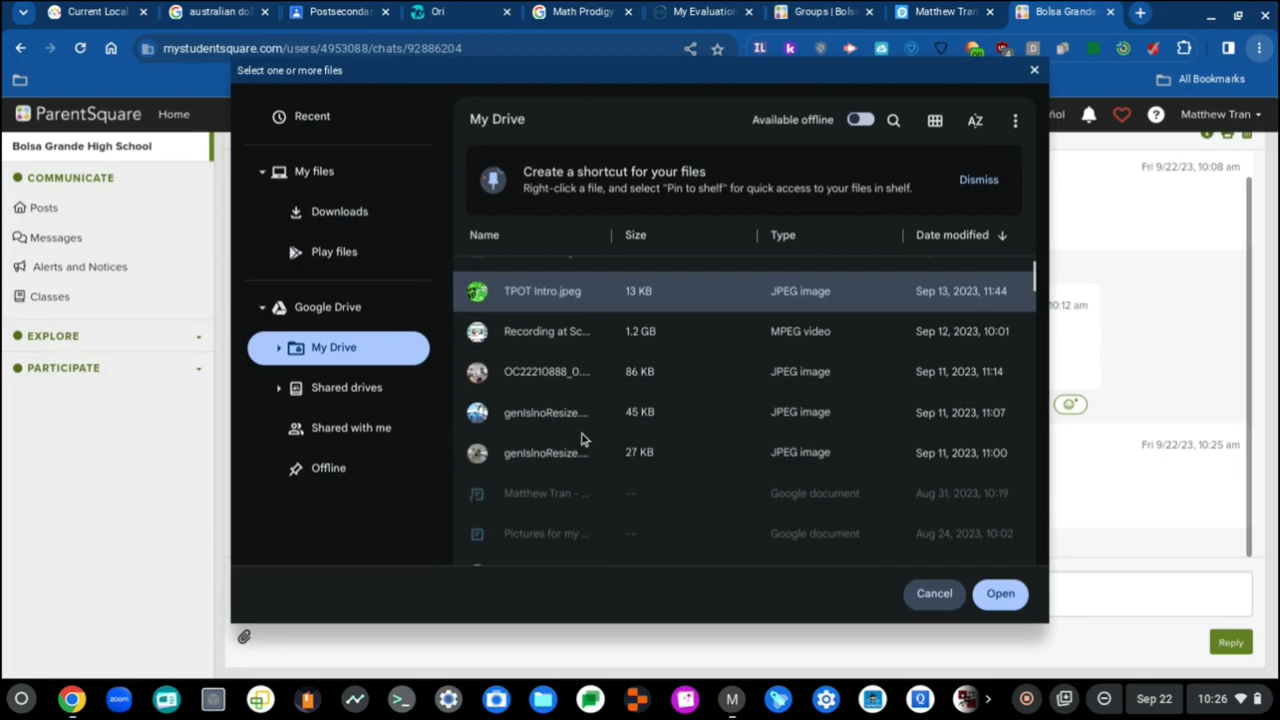 Current Local
australian dol
Postseconda
Ori
Math Prodigy
My Evaluation
Groups | Bols
Matthew Tran
Bolsa Grande
mystudentsquare.com/users/4953088/chats/92886204
All Bookmarks
Select one or more files
ParentSquare
Home
Matthew Tran
Bolsa Grande High School
COMMUNICATE
Posts
Messages
Alerts and Notices
Classes
EXPLORE
PARTICIPATE
Recent
My files
Downloads
Play files
Google Drive
My Drive
Shared drives
Shared with me
Offline
My Drive
Available offline
Create a shortcut for your files
Right-click a file, and select "Pin to shelf" for quick access to your files in shelf.
Dismiss
Name Size Type Date modified
TPOT Intro.jpeg 13 KB JPEG image Sep 13, 2023, 11:44
Recording at Sc... 1.2 GB MPEG video Sep 12, 2023, 10:01
OC22210888_0.... 86 KB JPEG image Sep 11, 2023, 11:14
genIslnoResize.... 45 KB JPEG image Sep 11, 2023, 11:07
genIslnoResize.... 27 KB JPEG image Sep 11, 2023, 11:00
Matthew Tran - ... -- Google document Aug 31, 2023, 10:19
Pictures for my ... -- Google document Aug 24, 2023, 10:02
Cancel
Open
Fri 9/22/23, 10:08 am
10:12 am
Fri 9/22/23, 10:25 am
Reply
Sep 22
10:26